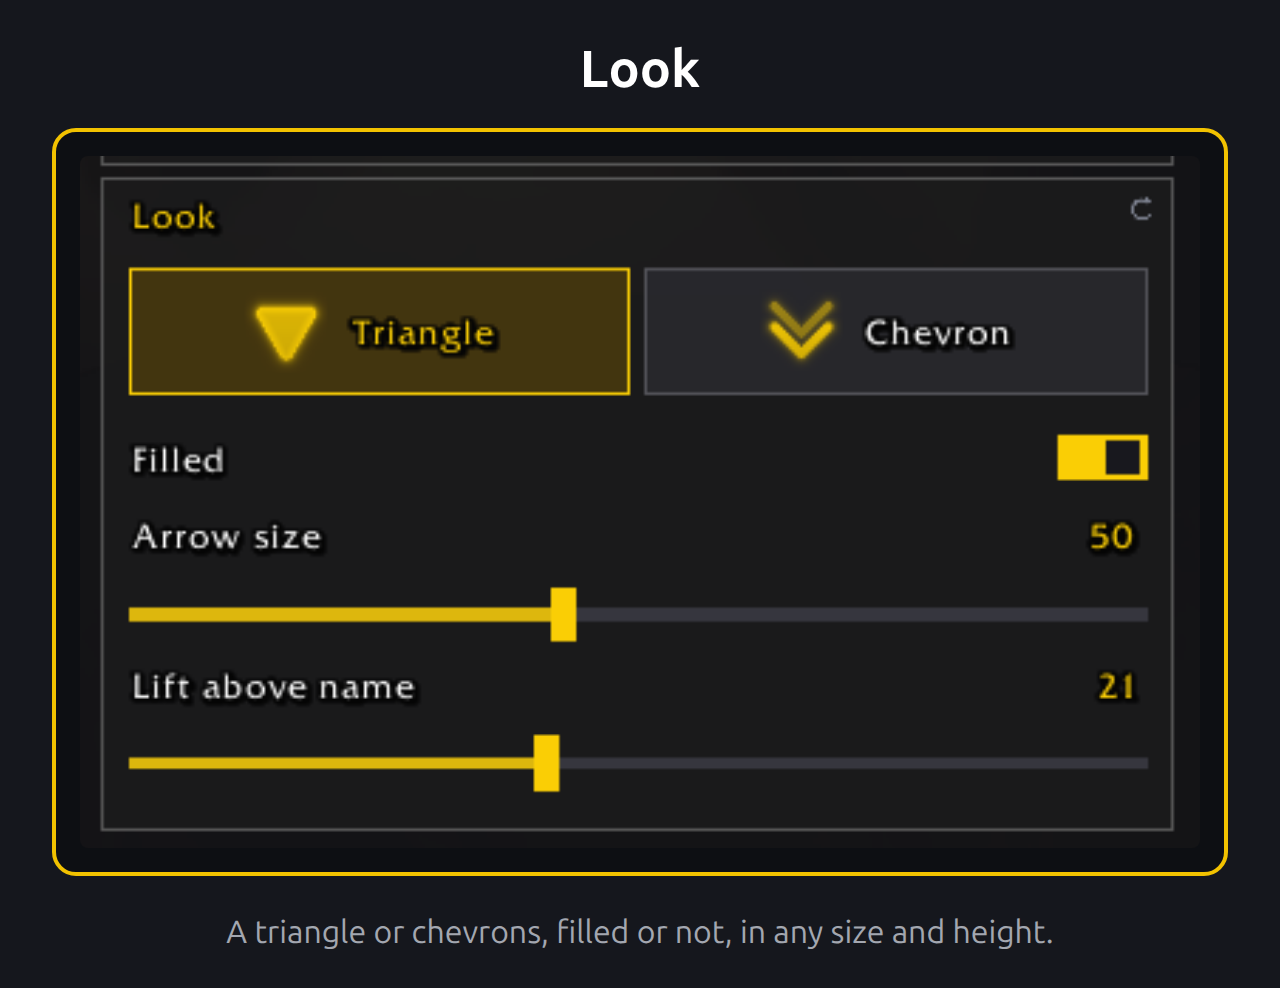 Look
Look
Triangle
Chevron
Filled
Arrow size
50
Lift above name
21
A triangle or chevrons, filled or not, in any size and height.